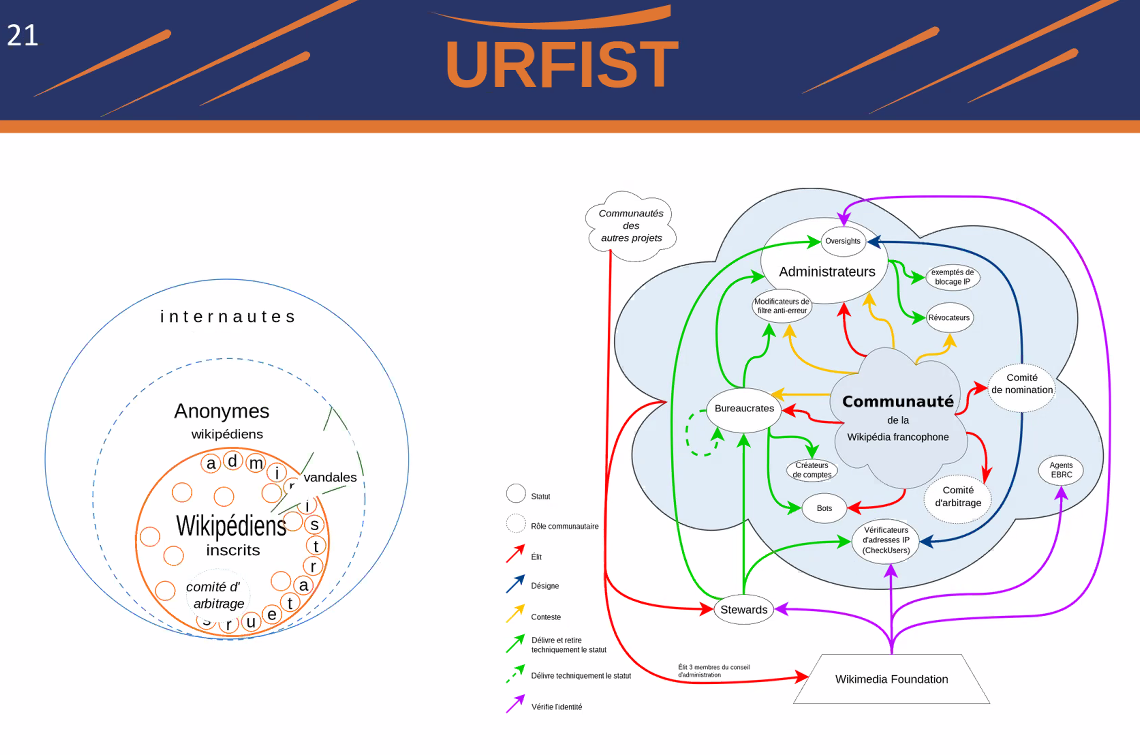 21
URFIST
internautes
Anonymes
wikipédiens
vandales
administrateurs
Wikipédiens
inscrits
comité d'
arbitrage
Communautés
des
autres projets
Oversights
Administrateurs
exemptés de
blocage IP
Modificateurs de
filtre anti-erreur
Révocateurs
Comité
de nomination
Bureaucrates
Communauté
de la
Wikipédia francophone
Créateurs
de comptes
Agents
EBRC
Comité
d'arbitrage
Bots
Vérificateurs
d'adresses IP
(CheckUsers)
Stewards
Élit 3 membres du conseil
d'administration
Wikimedia Foundation
Statut
Rôle communautaire
Élit
Désigne
Conteste
Délivre et retire
techniquement le statut
Délivre techniquement le statut
Vérifie l'identité